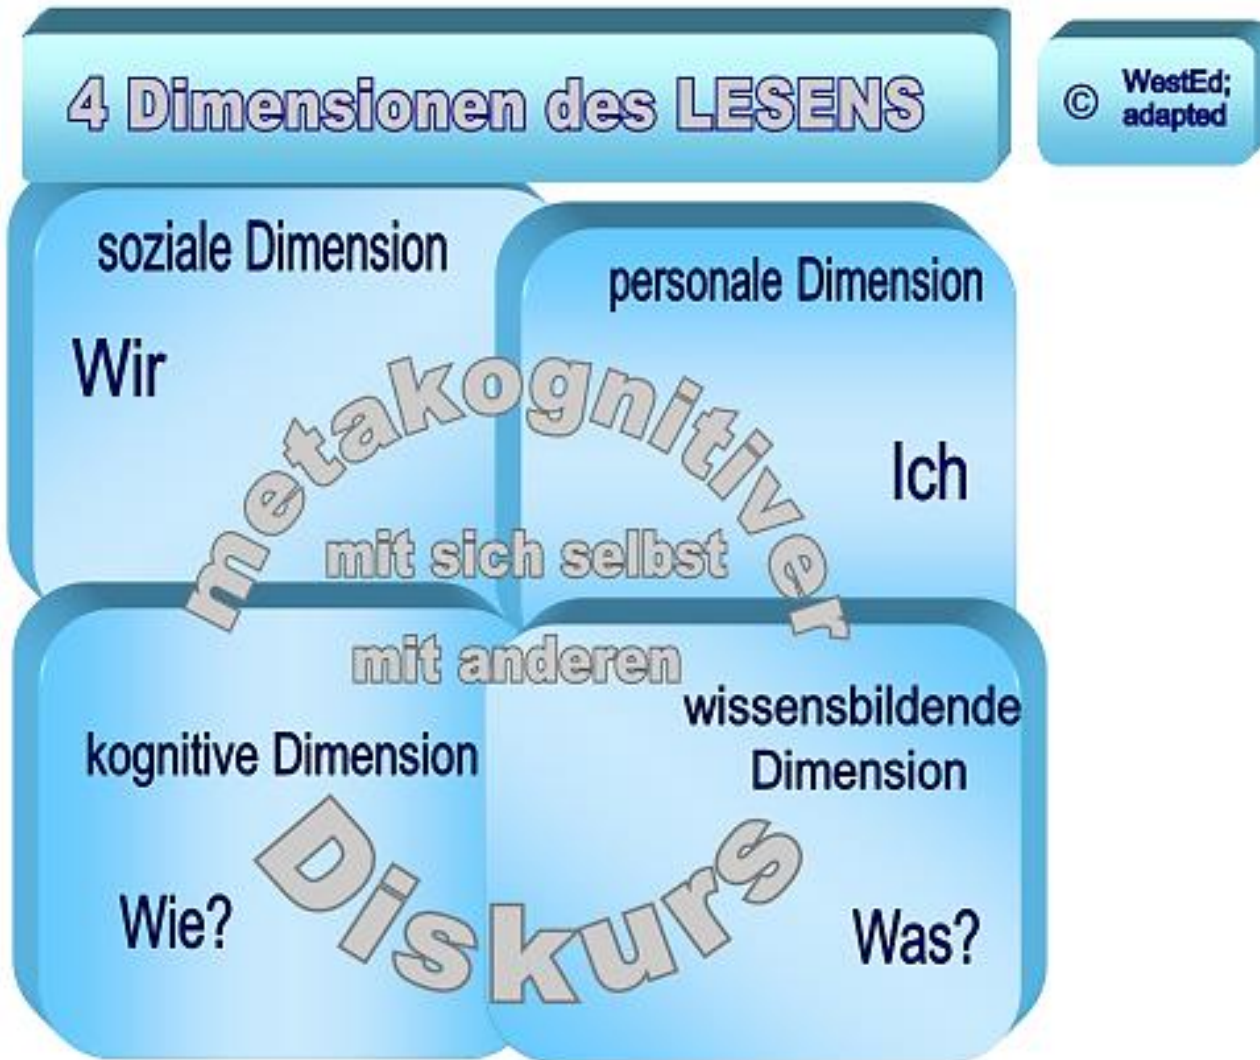 4 Dimensionen des LESENS
© WestEd;
adapted
soziale Dimension
Wir
personale Dimension
Ich
metakognitiver
mit sich selbst
mit anderen
kognitive Dimension
Wie?
wissensbildende
Dimension
Was?
Diskurs